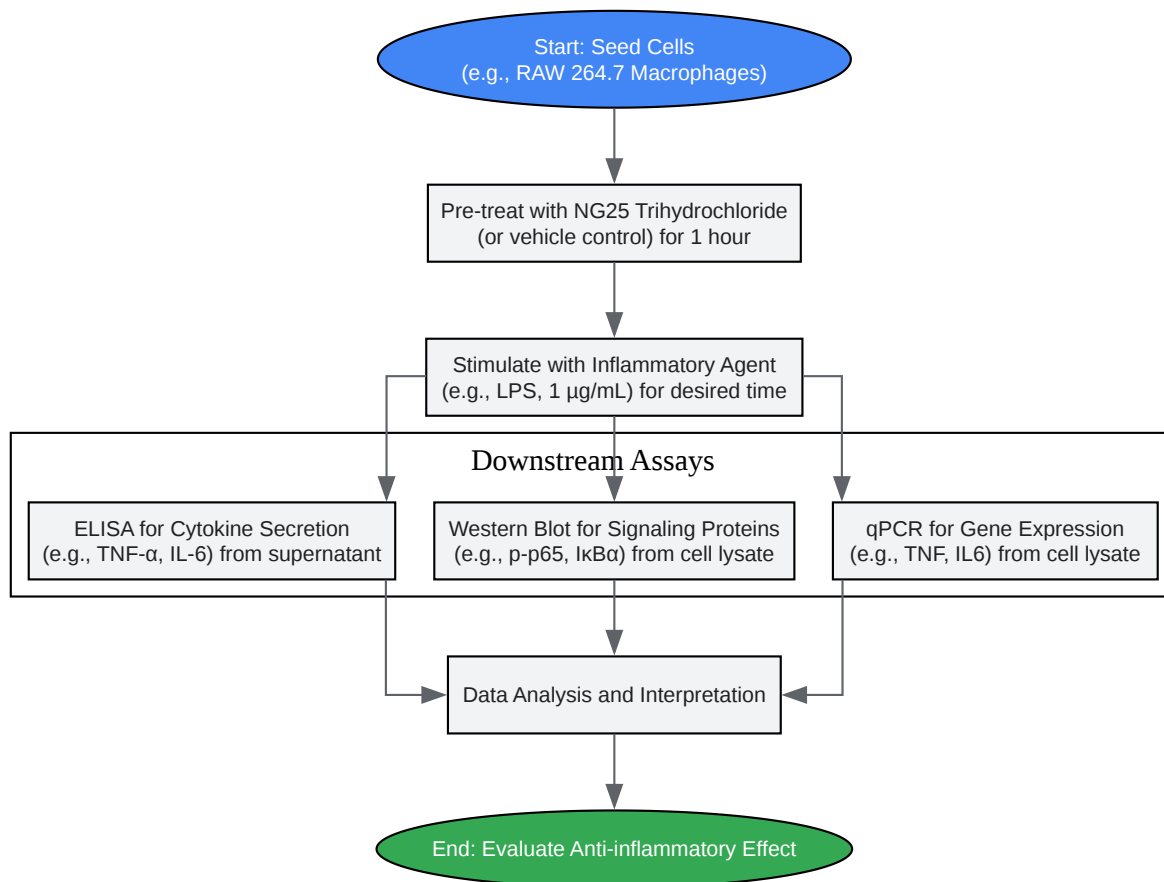 Start: Seed Cells
(e.g., RAW 264.7 Macrophages)
Pre-treat with NG25 Trihydrochloride
(or vehicle control) for 1 hour
Stimulate with Inflammatory Agent
(e.g., LPS, 1 µg/mL) for desired time
Downstream Assays
ELISA for Cytokine Secretion
(e.g., TNF-α, IL-6) from supernatant
Western Blot for Signaling Proteins
(e.g., p-p65, IκBα) from cell lysate
qPCR for Gene Expression
(e.g., TNF, IL6) from cell lysate
Data Analysis and Interpretation
End: Evaluate Anti-inflammatory Effect